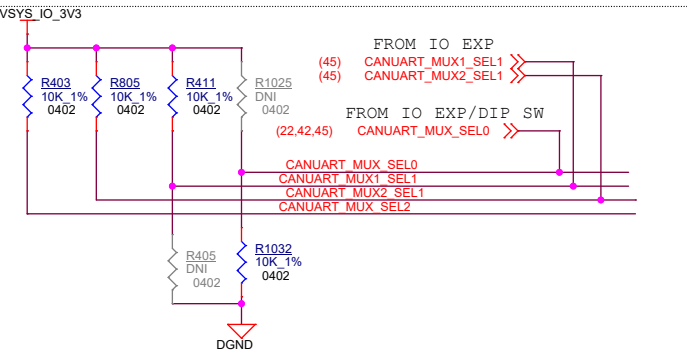 VSYS_IO_3V3
FROM IO EXP
(45) CANUART_MUX1_SEL1
(45) CANUART_MUX2_SEL1
R403
10K_1%
0402
R805
10K_1%
0402
R411
10K_1%
0402
R1025
DNI
0402
FROM IO EXP/DIP SW
(22,42,45) CANUART_MUX_SEL0
CANUART_MUX_SEL0
CANUART_MUX1_SEL1
CANUART_MUX2_SEL1
CANUART_MUX_SEL2
R405
DNI
0402
R1032
10K_1%
0402
DGND